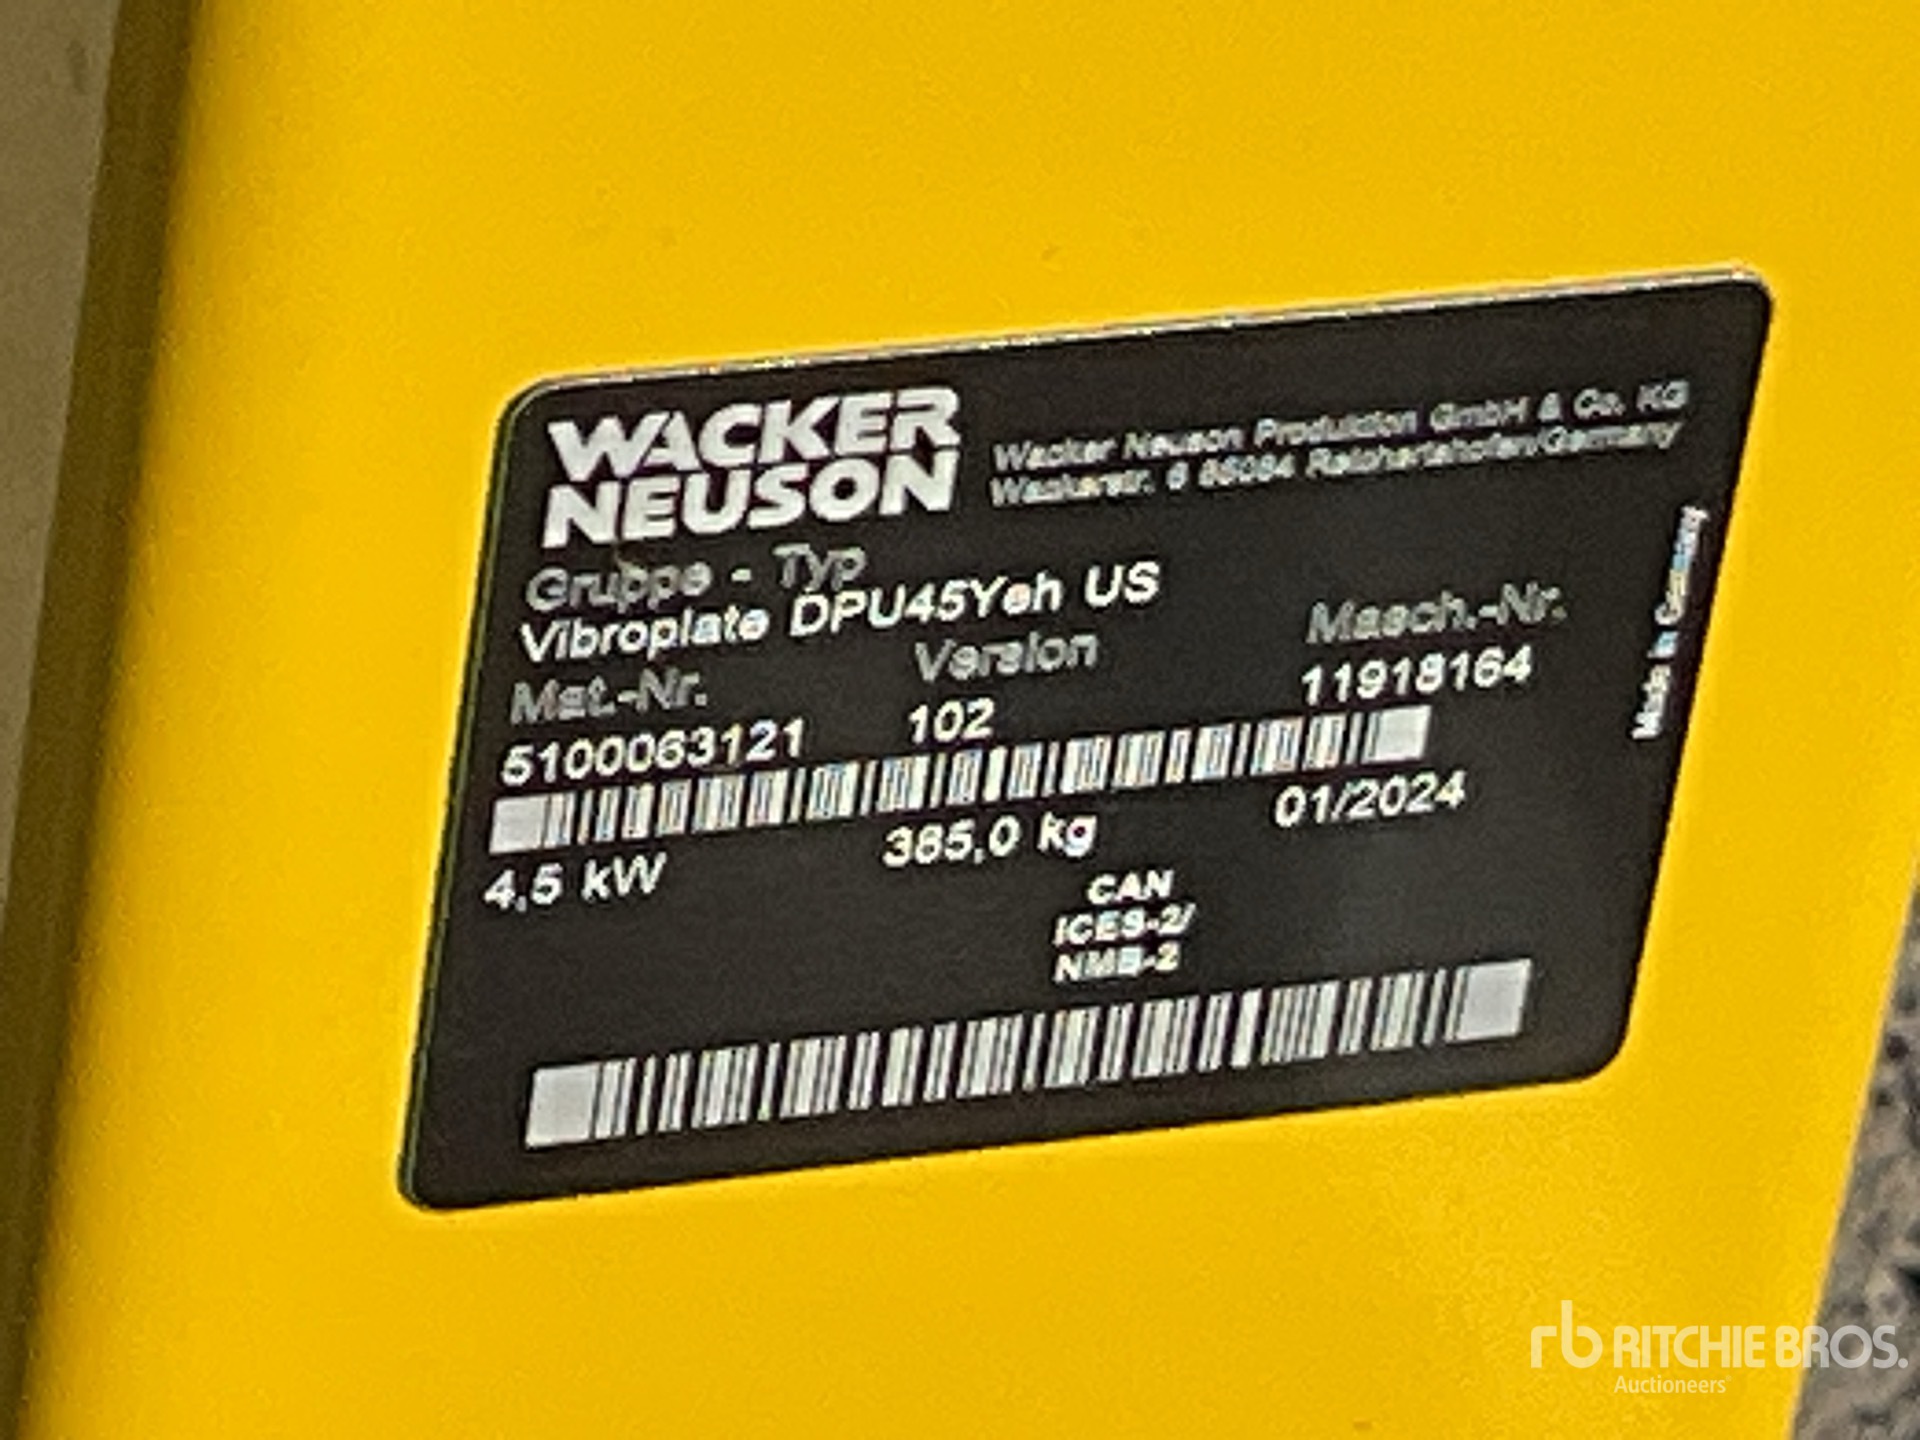 WACKER
NEUSON
Wacker Neuson Produktion GmbH & Co. KG
Wackerstr. 6 85084 Reichertshofen/Germany
Gruppe - Typ
Vibroplate DPU45Yeh US
Mat.-Nr. Version Masch.-Nr.
5100063121 102 11918164
4,5 kW 385,0 kg 01/2024
CAN
ICES-2/
NMB-2
Made in Germany
rb RITCHIE BROS.
Auctioneers